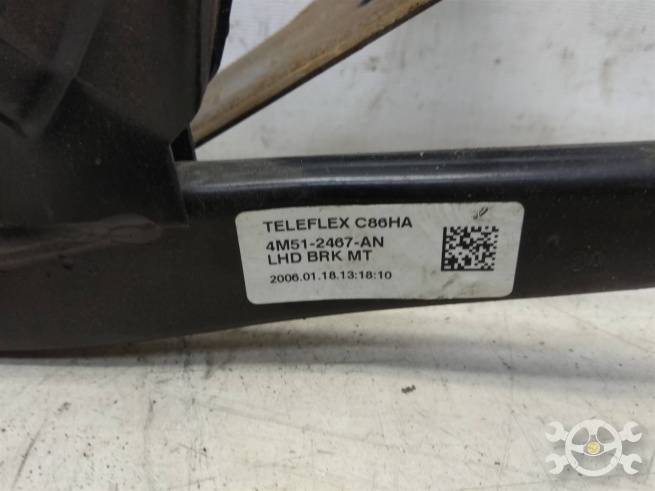 TELEFLEX C86HA
4M51-2467-AN
LHD BRK MT
2006.01.18.13:18:10